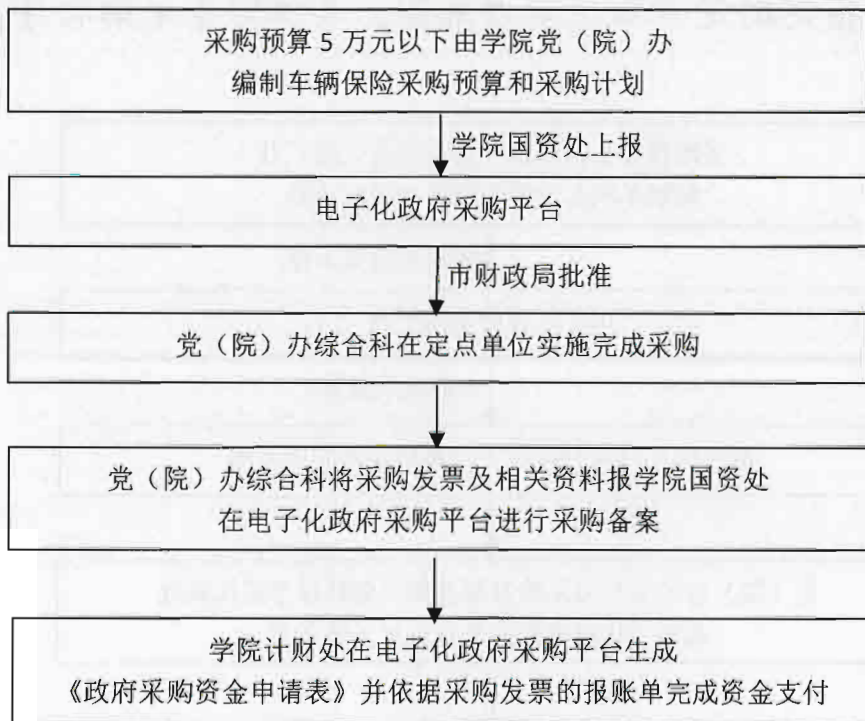 采购预算 5 万元以下由学院党（院）办
编制车辆保险采购预算和采购计划
学院国资处上报
电子化政府采购平台
市财政局批准
党（院）办综合科在定点单位实施完成采购
党（院）办综合科将采购发票及相关资料报学院国资处
在电子化政府采购平台进行采购备案
学院计财处在电子化政府采购平台生成
《政府采购资金申请表》并依据采购发票的报账单完成资金支付